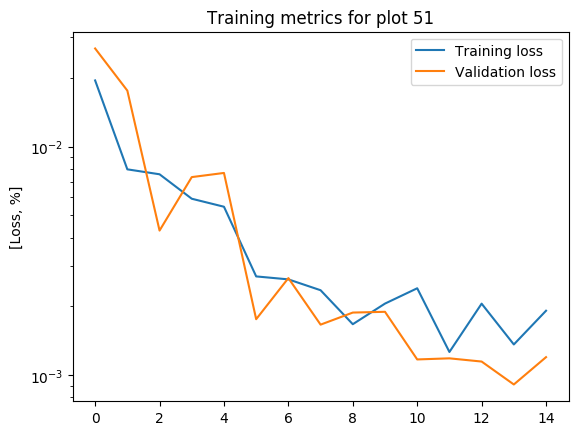 Training metrics for plot 51
Training loss
Validation loss
[Loss, %]
10⁻²
10⁻³
0 2 4 6 8 10 12 14